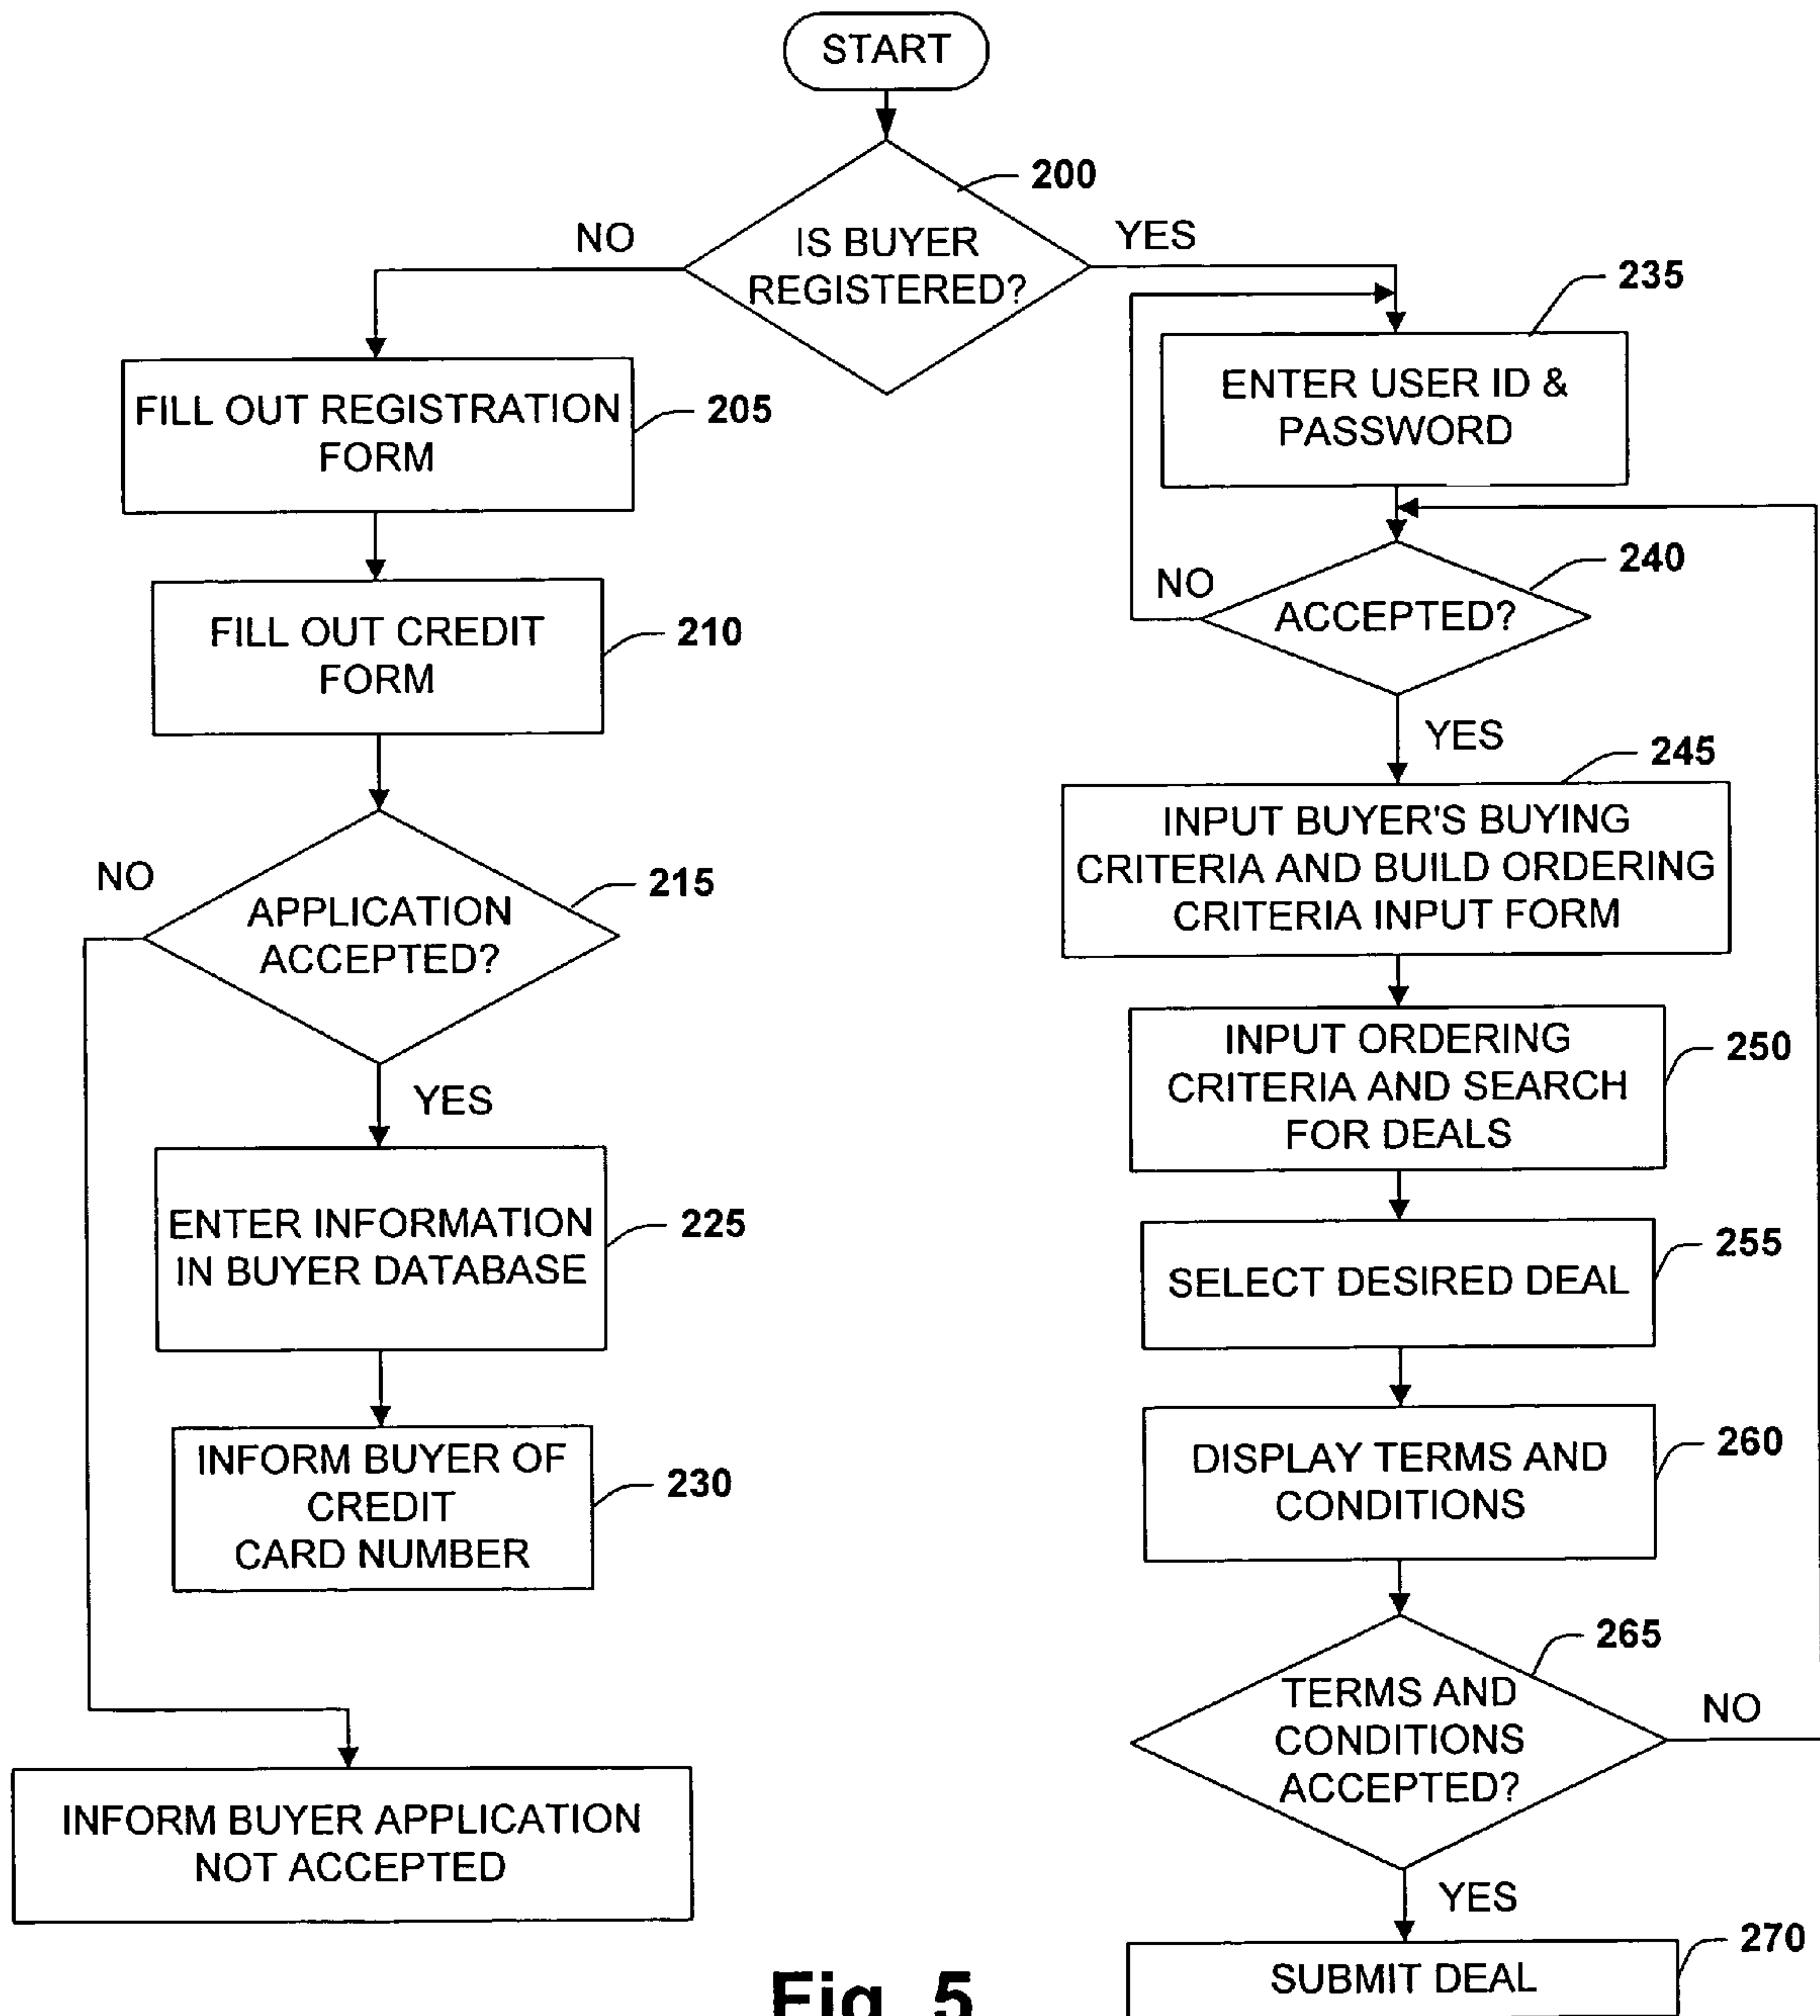 START
200
IS BUYER
REGISTERED?
NO
YES
FILL OUT REGISTRATION
FORM
205
FILL OUT CREDIT
FORM
210
APPLICATION
ACCEPTED?
215
NO
YES
ENTER INFORMATION
IN BUYER DATABASE
225
INFORM BUYER OF
CREDIT
CARD NUMBER
230
INFORM BUYER APPLICATION
NOT ACCEPTED
235
ENTER USER ID &
PASSWORD
240
NO
ACCEPTED?
YES
245
INPUT BUYER'S BUYING
CRITERIA AND BUILD ORDERING
CRITERIA INPUT FORM
INPUT ORDERING
CRITERIA AND SEARCH
FOR DEALS
250
SELECT DESIRED DEAL
255
DISPLAY TERMS AND
CONDITIONS
260
265
TERMS AND
CONDITIONS
ACCEPTED?
NO
YES
SUBMIT DEAL
270
Fig. 5